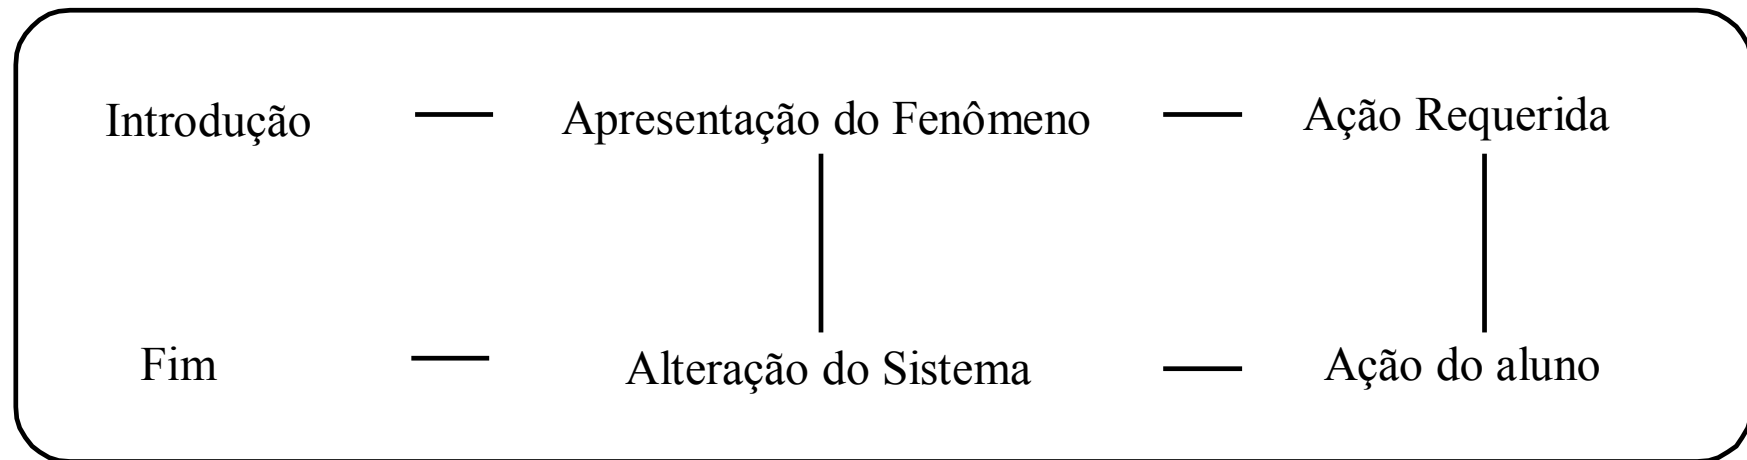 Introdução — Apresentação do Fenômeno — Ação Requerida
Fim — Alteração do Sistema — Ação do aluno